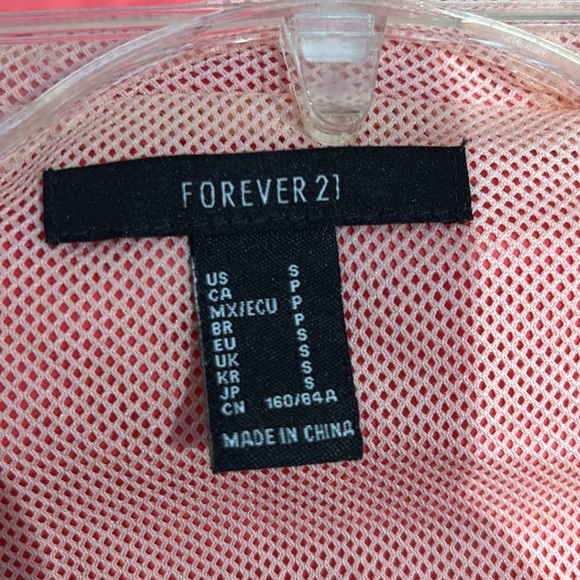 FOREVER 21
US S
CA P
MX/ECU P
BR P
EU S
UK S
KR S
JP S
CN 160/84A
MADE IN CHINA